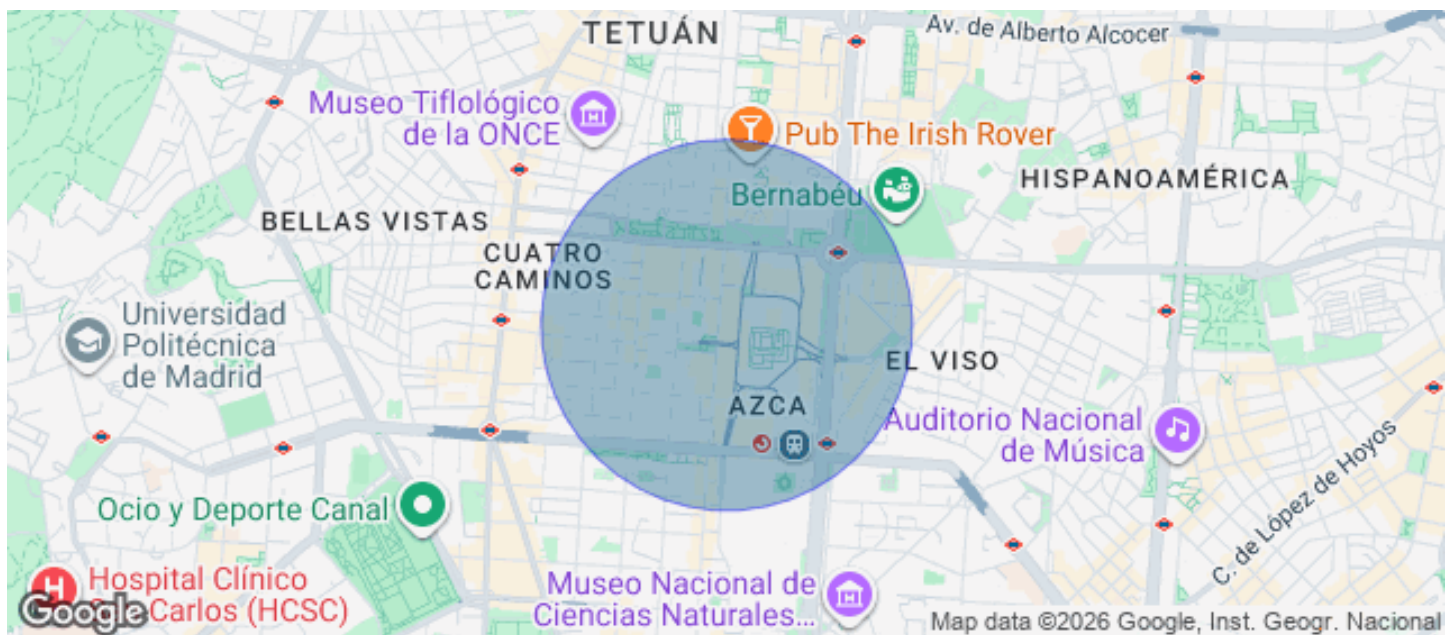 TETUÁN
Av. de Alberto Alcocer
Museo Tiflológico
de la ONCE
Pub The Irish Rover
Bernabéu
HISPANOAMÉRICA
BELLAS VISTAS
CUATRO
CAMINOS
Universidad
Politécnica
de Madrid
EL VISO
AZCA
Auditorio Nacional
de Música
C. de López de Hoyos
Ocio y Deporte Canal
Hospital Clínico
Carlos (HCSC)
Museo Nacional de
Ciencias Naturales...
Google
Map data ©2026 Google, Inst. Geogr. Nacional